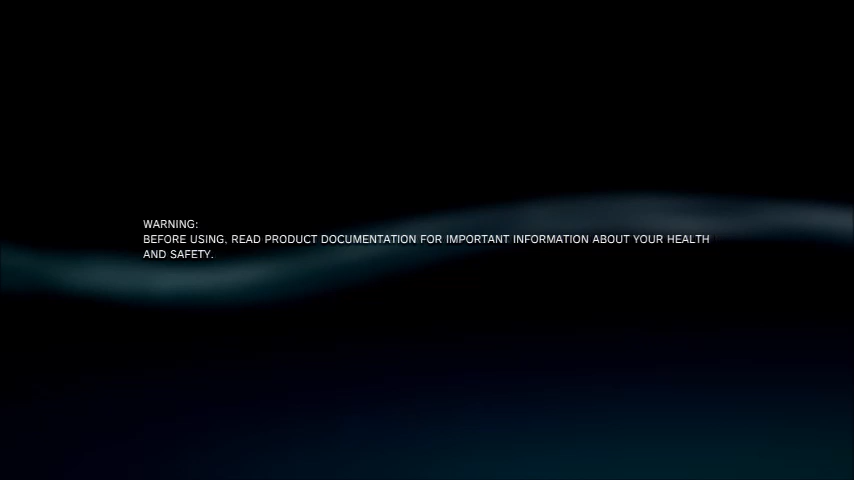 WARNING:
BEFORE USING, READ PRODUCT DOCUMENTATION FOR IMPORTANT INFORMATION ABOUT YOUR HEALTH
AND SAFETY.